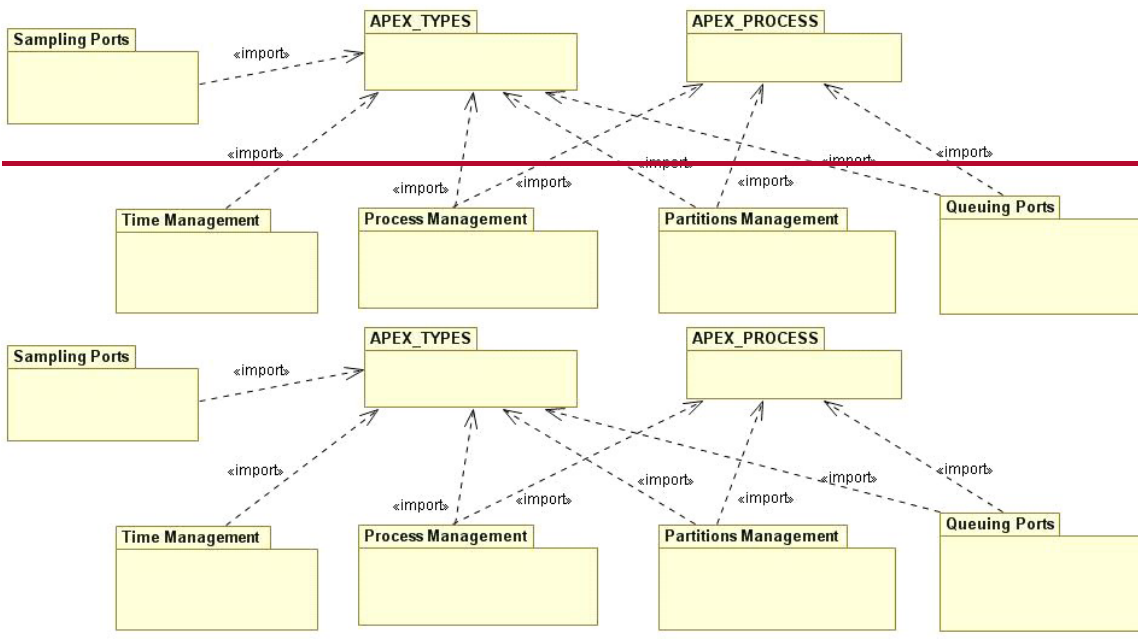 APEX_TYPES APEX_PROCESS
Sampling Ports
«import»
«import» «import» «import» «import»
«import» «import» «import»
Queuing Ports
Time Management Process Management Partitions Management
APEX_TYPES APEX_PROCESS
Sampling Ports
«import»
«import» «import»
«import» «import»
«import» «import» «import»
Queuing Ports
Time Management Process Management Partitions Management